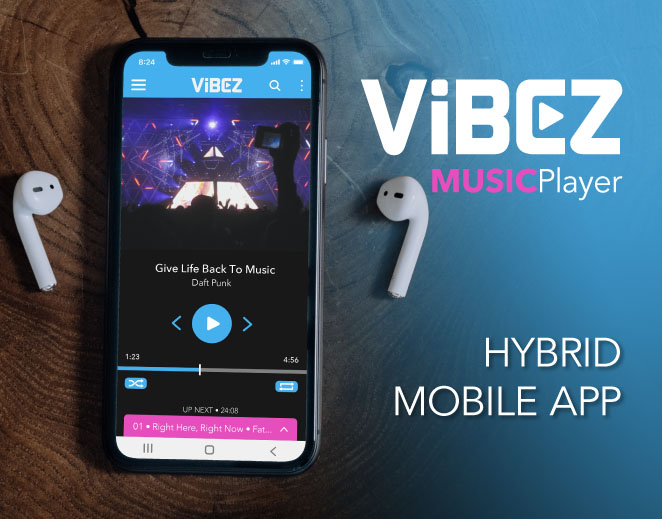 8:24
ViBEZ
Give Life Back To Music
Daft Punk
1:23
4:56
UP NEXT • 24:08
01 • Right Here, Right Now • Fat...
ViBEZ
MUSICPlayer
HYBRID
MOBILE APP